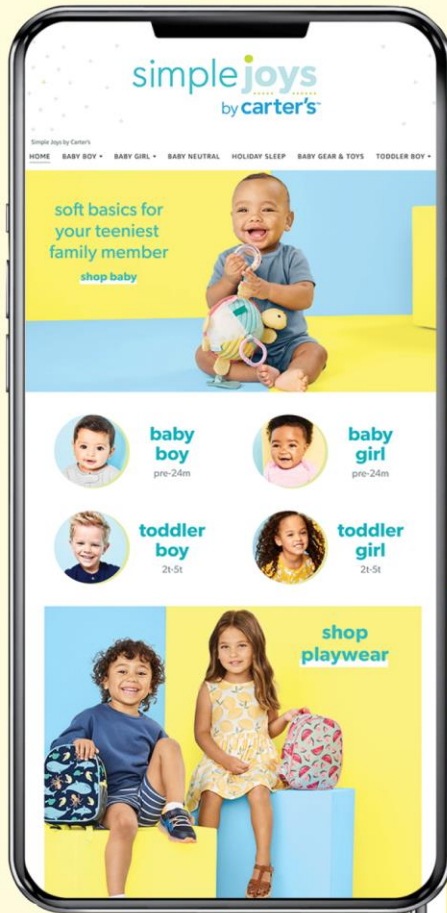 simple joys
by carter's™
Simple Joys by Carter's
HOME BABY BOY BABY GIRL BABY NEUTRAL HOLIDAY SLEEP BABY GEAR & TOYS TODDLER BOY
soft basics for
your teeniest
family member
shop baby
baby
boy
pre-24m
baby
girl
pre-24m
toddler
boy
2t-5t
toddler
girl
2t-5t
shop
playwear